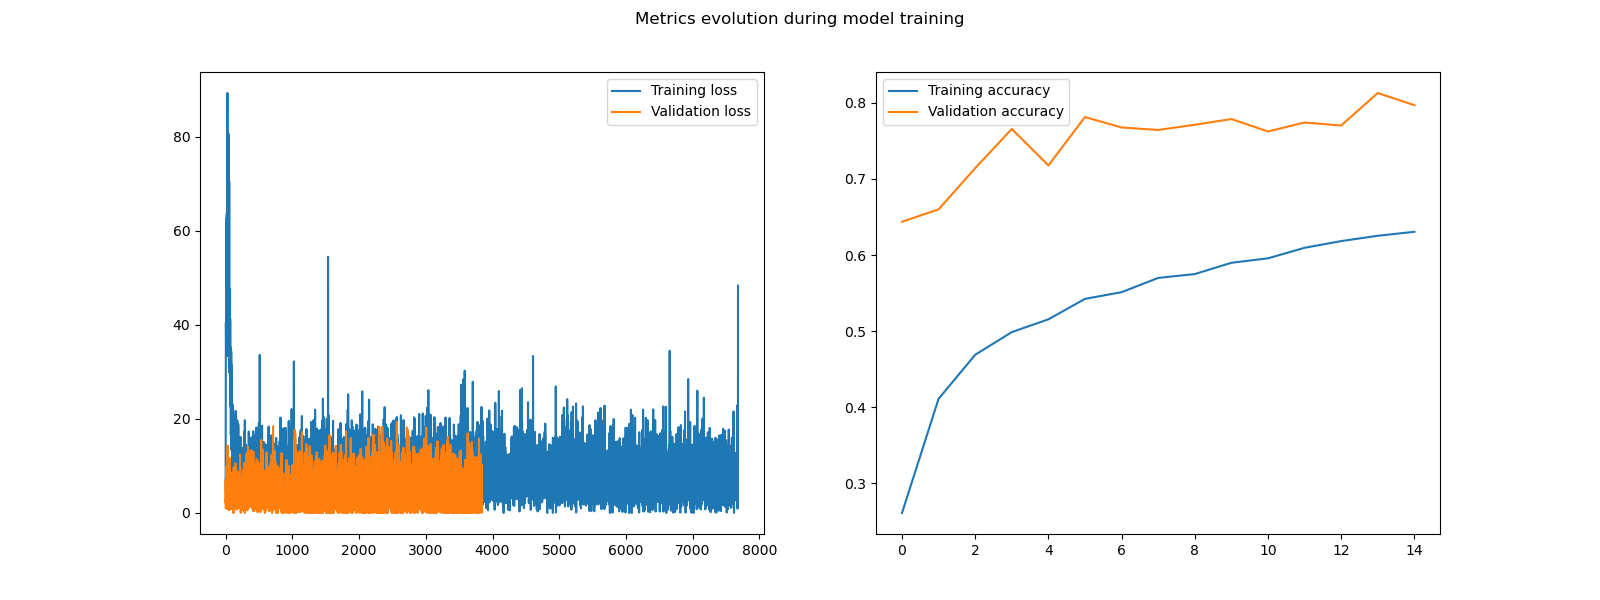 Metrics evolution during model training
Training loss
Validation loss
80
60
40
20
0
0 1000 2000 3000 4000 5000 6000 7000 8000
Training accuracy
Validation accuracy
0.8
0.7
0.6
0.5
0.4
0.3
0 2 4 6 8 10 12 14